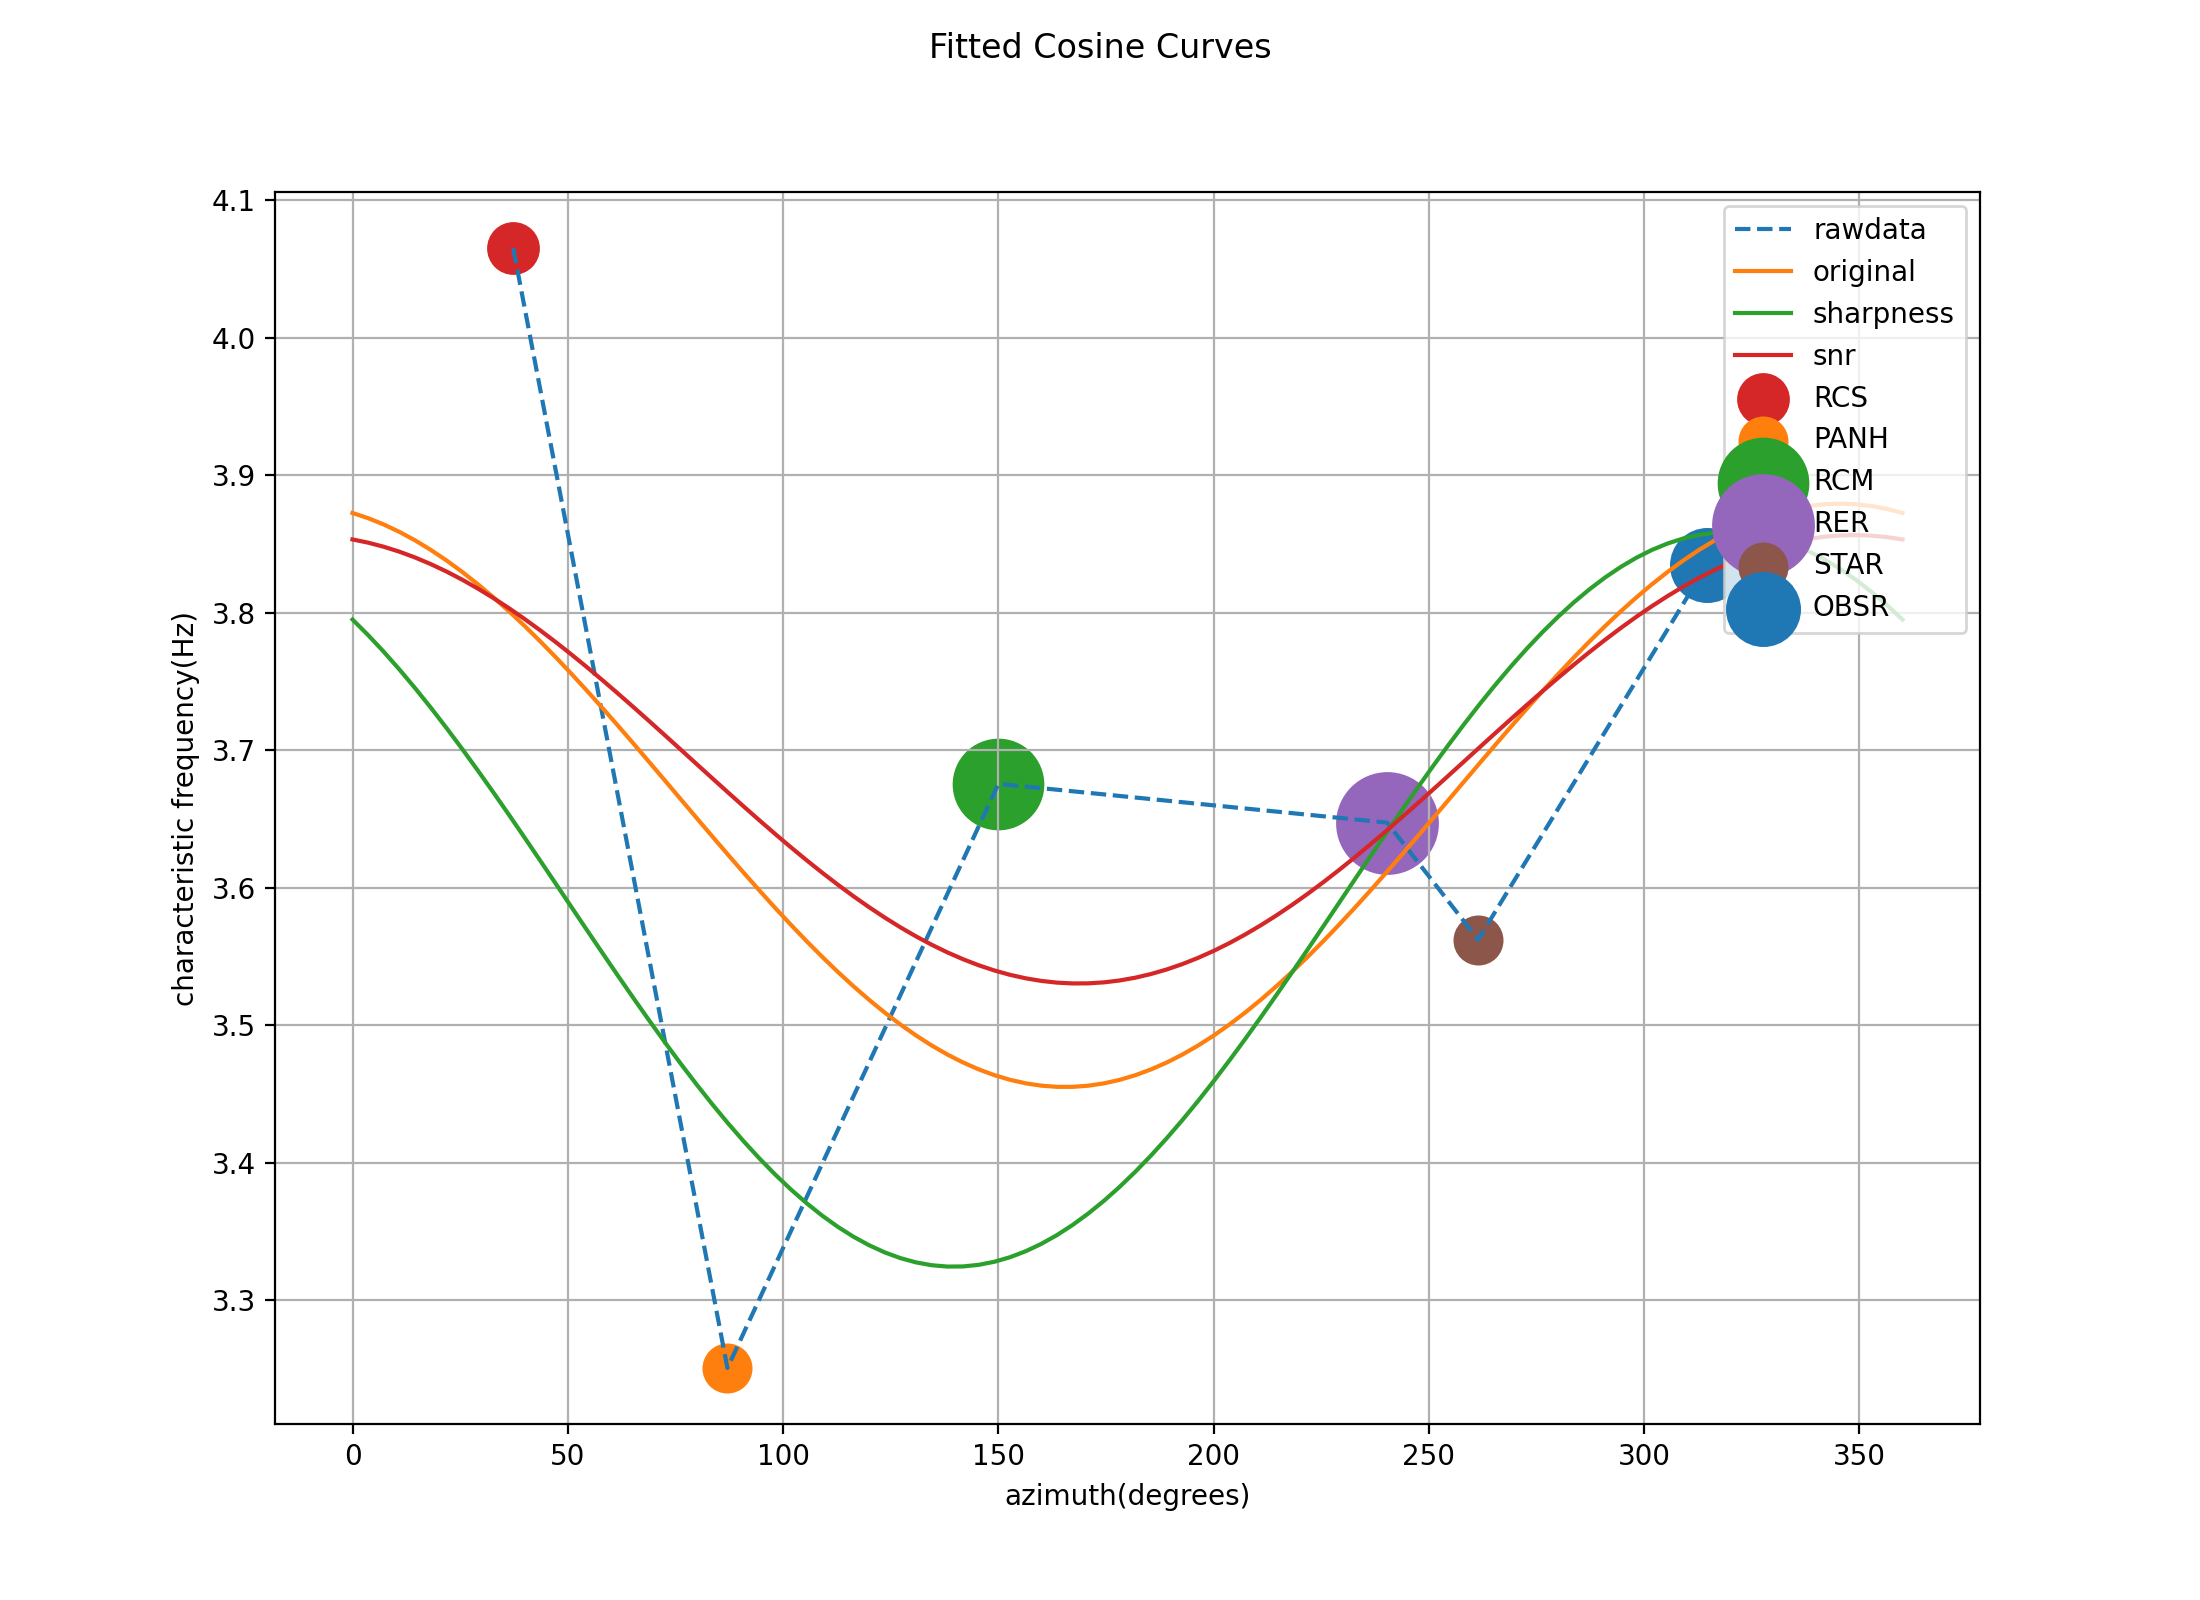 Fitted Cosine Curves
4.1
4.0
3.9
3.8
3.7
3.6
3.5
3.4
3.3
characteristic frequency(Hz)
rawdata
original
sharpness
snr
RCS
PANH
RCM
RER
STAR
OBSR
0 50 100 150 200 250 300 350
azimuth(degrees)